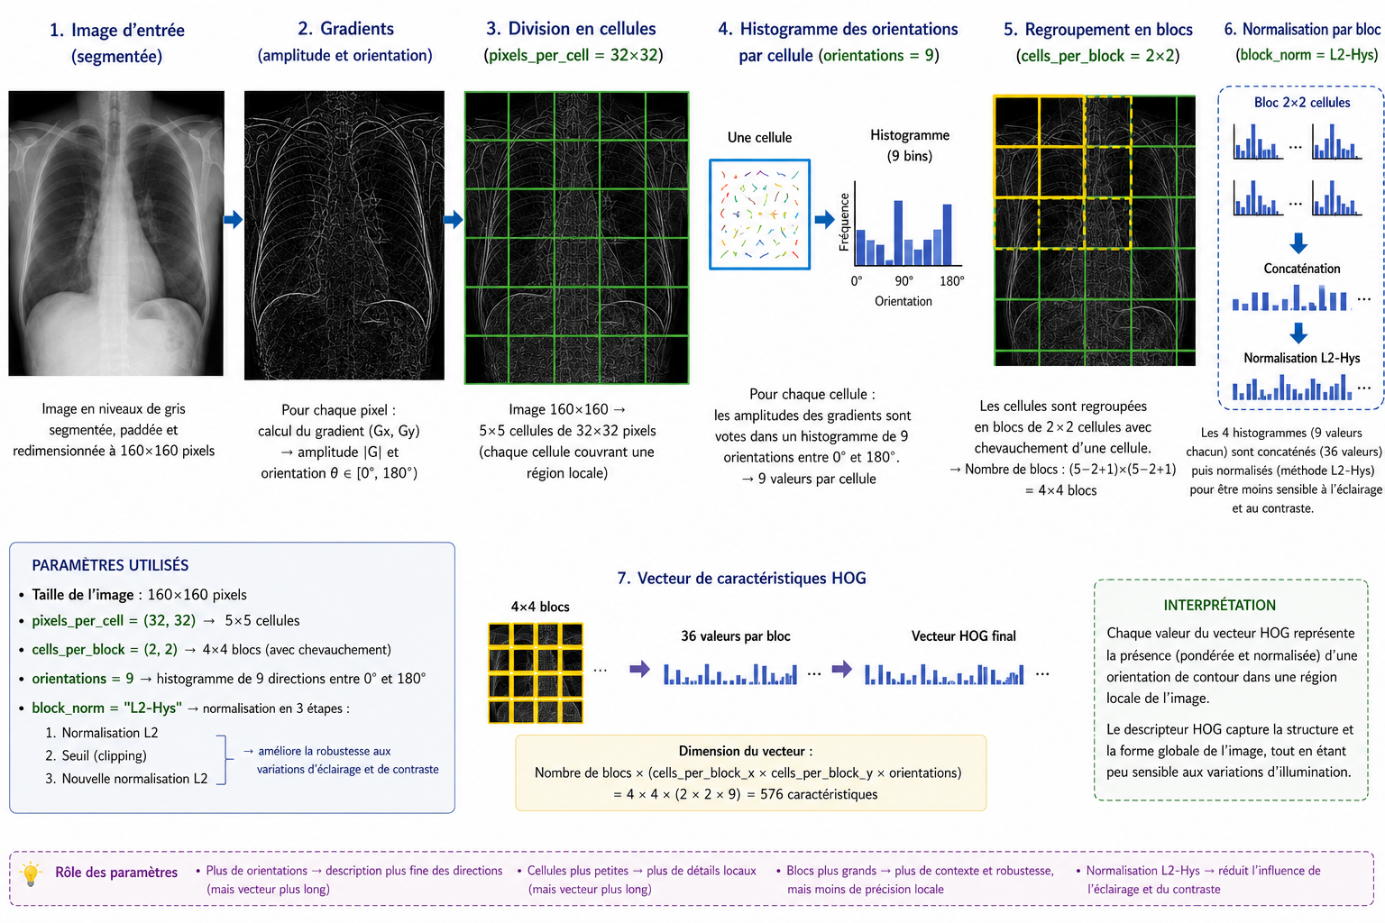 1. Image d'entrée
(segmentée)
2. Gradients
(amplitude et orientation)
3. Division en cellules
(pixels_per_cell = 32×32)
4. Histogramme des orientations
par cellule (orientations = 9)
5. Regroupement en blocs
(cells_per_block = 2×2)
6. Normalisation par bloc
(block_norm = L2-Hys)
Une cellule
Histogramme
(9 bins)
Fréquence
0° 90° 180°
Orientation
Bloc 2×2 cellules
...
...
Concaténation
...
Normalisation L2-Hys
...
Image en niveaux de gris
segmentée, paddée et
redimensionnée à 160×160 pixels
Pour chaque pixel :
calcul du gradient (Gx, Gy)
→ amplitude |G| et
orientation θ ∈ [0°, 180°)
Image 160×160 →
5×5 cellules de 32×32 pixels
(chaque cellule couvrant une
région locale)
Pour chaque cellule :
les amplitudes des gradients sont
votes dans un histogramme de 9
orientations entre 0° et 180°.
→ 9 valeurs par cellule
Les cellules sont regroupées
en blocs de 2×2 cellules avec
chevauchement d'une cellule.
→ Nombre de blocs : (5−2+1)×(5−2+1)
= 4×4 blocs
Les 4 histogrammes (9 valeurs
chacun) sont concaténés (36 valeurs)
puis normalisés (méthode L2-Hys)
pour être moins sensible à l'éclairage
et au contraste.
PARAMÈTRES UTILISÉS
• Taille de l'image : 160×160 pixels
• pixels_per_cell = (32, 32) → 5×5 cellules
• cells_per_block = (2, 2) → 4×4 blocs (avec chevauchement)
• orientations = 9 → histogramme de 9 directions entre 0° et 180°
• block_norm = "L2-Hys" → normalisation en 3 étapes :
1. Normalisation L2
2. Seuil (clipping)
3. Nouvelle normalisation L2
→ améliore la robustesse aux
variations d'éclairage et de contraste
7. Vecteur de caractéristiques HOG
4×4 blocs
...
36 valeurs par bloc
...
Vecteur HOG final
...
Dimension du vecteur :
Nombre de blocs × (cells_per_block_x × cells_per_block_y × orientations)
= 4 × 4 × (2 × 2 × 9) = 576 caractéristiques
INTERPRÉTATION
Chaque valeur du vecteur HOG représente
la présence (pondérée et normalisée) d'une
orientation de contour dans une région
locale de l'image.
Le descripteur HOG capture la structure et
la forme globale de l'image, tout en étant
peu sensible aux variations d'illumination.
Rôle des paramètres
• Plus de orientations → description plus fine des directions
(mais vecteur plus long)
• Cellules plus petites → plus de détails locaux
(mais vecteur plus long)
• Blocs plus grands → plus de contexte et robustesse,
mais moins de précision locale
• Normalisation L2-Hys → réduit l'influence de
l'éclairage et du contraste